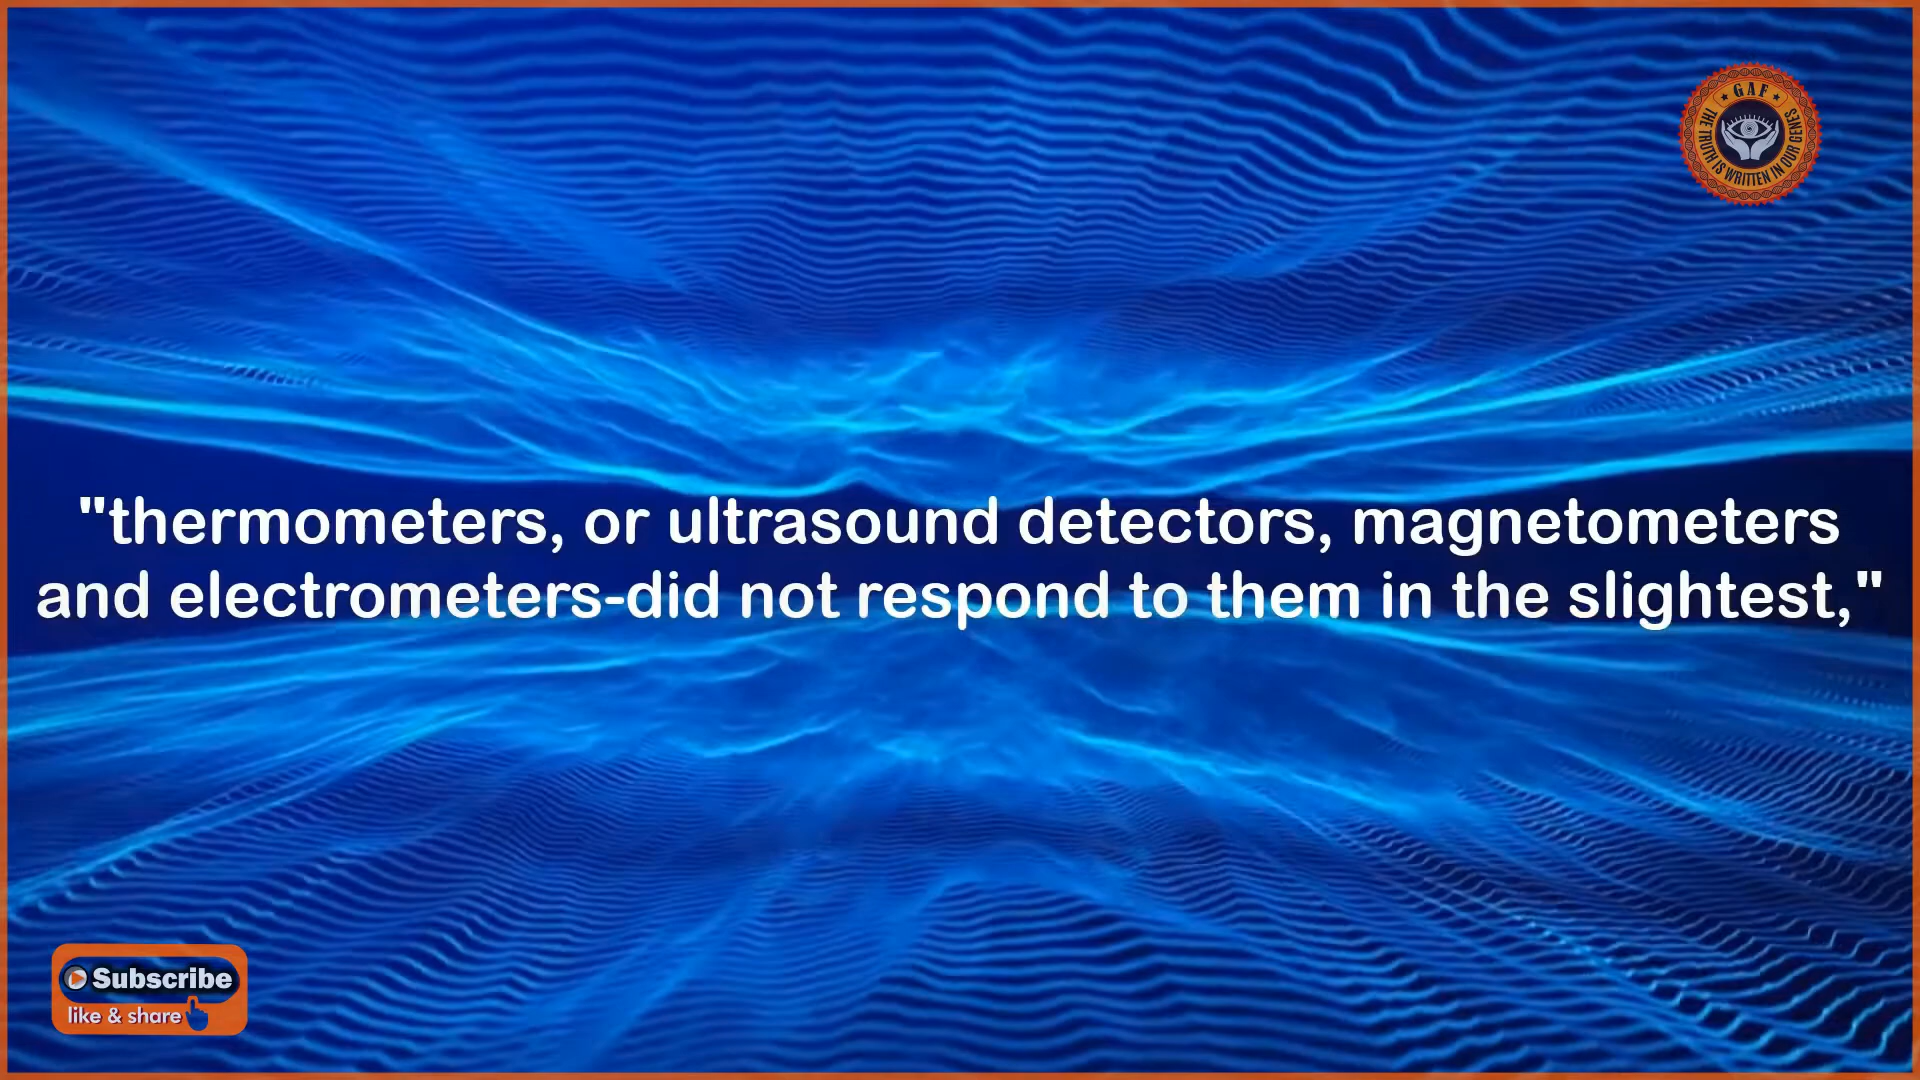 ★ GAF ★
THE TRUTH IS WRITTEN IN OUR GENES
"thermometers, or ultrasound detectors, magnetometers
and electrometers-did not respond to them in the slightest,"
Subscribe
like & share